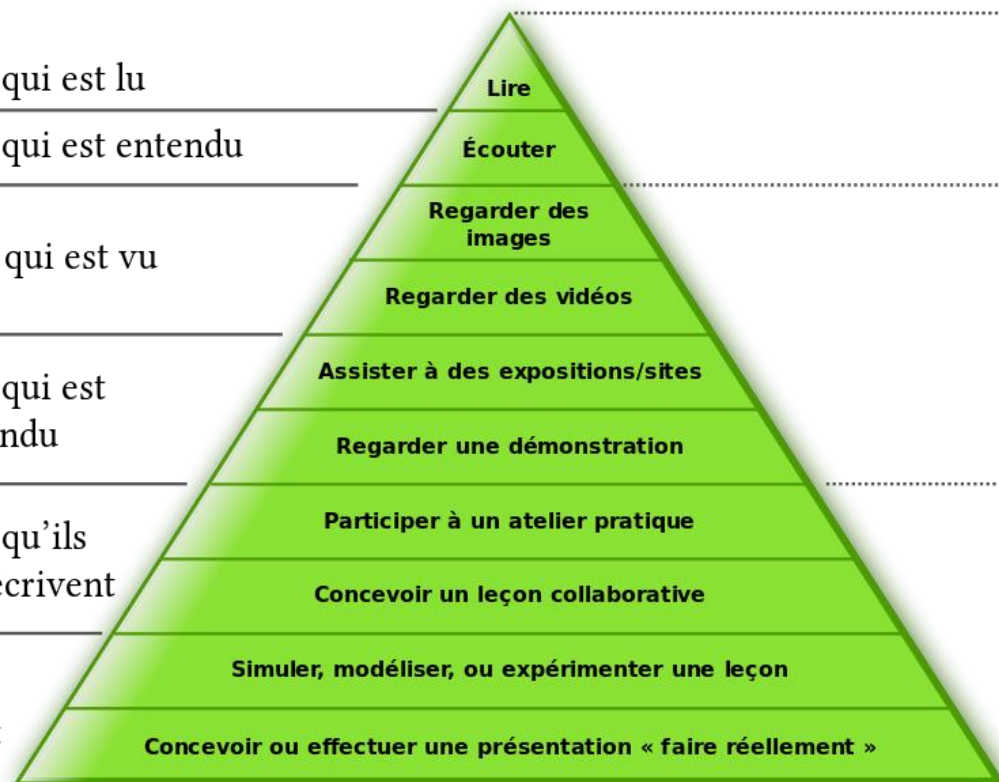 qui est lu
qui est entendu
qui est vu
qui est
ndu
qu'ils
écrivent
Lire
Écouter
Regarder des
images
Regarder des vidéos
Assister à des expositions/sites
Regarder une démonstration
Participer à un atelier pratique
Concevoir un leçon collaborative
Simuler, modéliser, ou expérimenter une leçon
Concevoir ou effectuer une présentation « faire réellement »